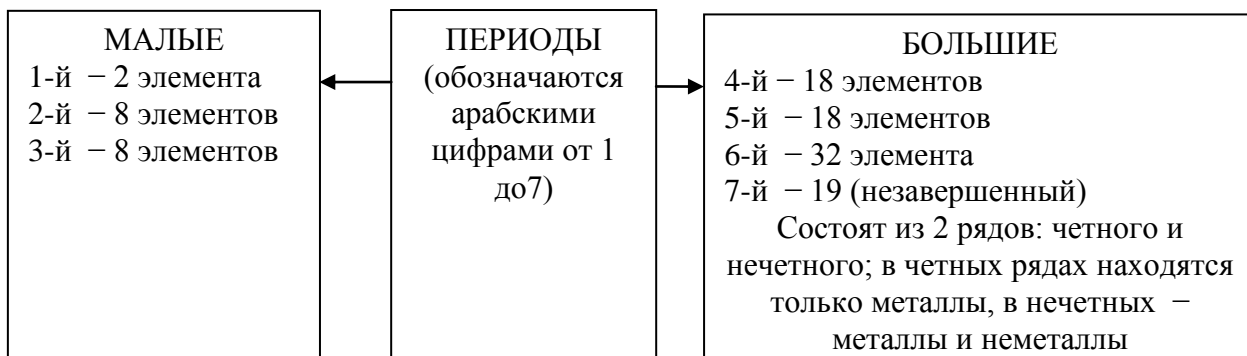 МАЛЫЕ
1-й − 2 элемента
2-й − 8 элементов
3-й − 8 элементов
ПЕРИОДЫ
(обозначаются
арабскими
цифрами от 1
до7)
БОЛЬШИЕ
4-й − 18 элементов
5-й − 18 элементов
6-й − 32 элемента
7-й − 19 (незавершенный)
Состоят из 2 рядов: четного и
нечетного; в четных рядах находятся
только металлы, в нечетных −
металлы и неметаллы